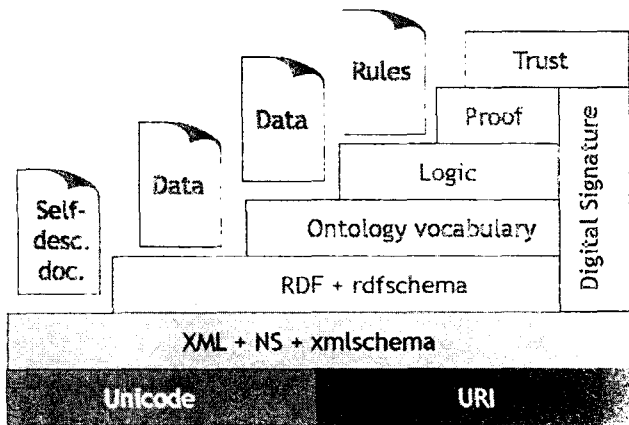 Rules
Trust
Data
Proof
Data
Logic
Self-
desc.
doc.
Ontology vocabulary
Digital Signature
RDF + rdfschema
XML + NS + xmlschema
Unicode
URI